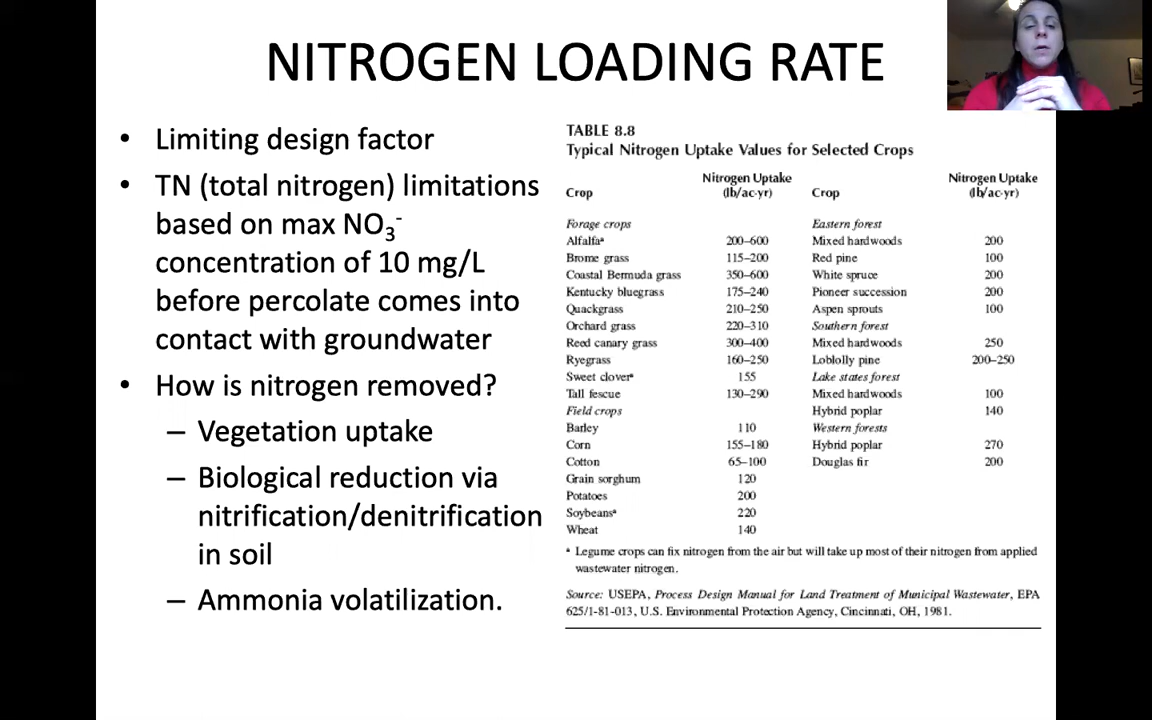 NITROGEN LOADING RATE
• Limiting design factor
• TN (total nitrogen) limitations
based on max NO₃⁻
concentration of 10 mg/L
before percolate comes into
contact with groundwater
• How is nitrogen removed?
– Vegetation uptake
– Biological reduction via
nitrification/denitrification
in soil
– Ammonia volatilization.
TABLE 8.8
Typical Nitrogen Uptake Values for Selected Crops
Nitrogen Uptake Nitrogen Uptake
Crop (lb/ac·yr) Crop (lb/ac·yr)
Forage crops Eastern forest
Alfalfaᵃ 200–600 Mixed hardwoods 200
Brome grass 115–200 Red pine 100
Coastal Bermuda grass 350–600 White spruce 200
Kentucky bluegrass 175–240 Pioneer succession 200
Quackgrass 210–250 Aspen sprouts 100
Orchard grass 220–310 Southern forest
Reed canary grass 300–400 Mixed hardwoods 250
Ryegrass 160–250 Loblolly pine 200–250
Sweet cloverᵃ 155 Lake states forest
Tall fescue 130–290 Mixed hardwoods 100
Field crops Hybrid poplar 140
Barley 110 Western forests
Corn 155–180 Hybrid poplar 270
Cotton 65–100 Douglas fir 200
Grain sorghum 120
Potatoes 200
Soybeansᵃ 220
Wheat 140
ᵃ Legume crops can fix nitrogen from the air but will take up most of their nitrogen from applied
wastewater nitrogen.
Source: USEPA, Process Design Manual for Land Treatment of Municipal Wastewater, EPA
625/1-81-013, U.S. Environmental Protection Agency, Cincinnati, OH, 1981.